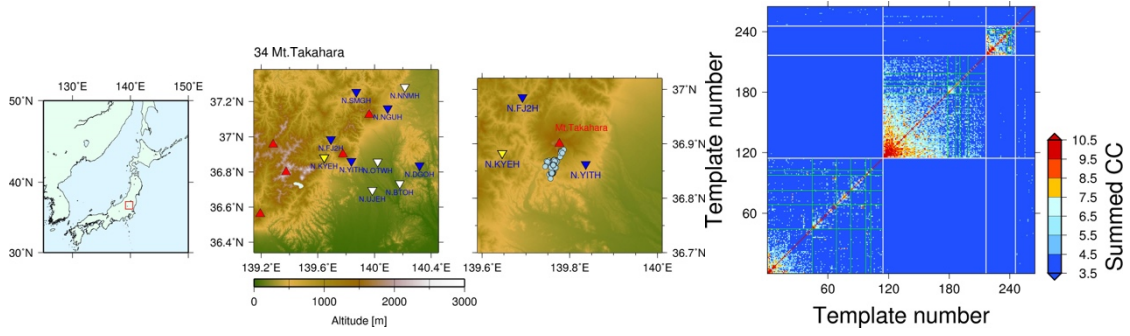 34 Mt.Takahara
130°E 140°E 150°E
50°N
40°N
30°N
37.2°N
37°N
36.8°N
36.6°N
36.4°N
N.SMGH
N.NNMH
N.NGUH
N.FJ2H
N.KYEH
N.YITH
N.OTWH
N.DGOH
N.BTOH
N.UJEH
139.2°E 139.6°E 140°E 140.4°E
0 1000 2000 3000
Altitude [m]
37°N
36.9°N
36.8°N
36.7°N
N.FJ2H
Mt.Takahara
N.KYEH
N.YITH
139.6°E 139.8°E 140°E
Template number
240
180
120
60
60 120 180 240
Template number
10.5
9.5
8.5
7.5
6.5
5.5
4.5
3.5
Summed CC